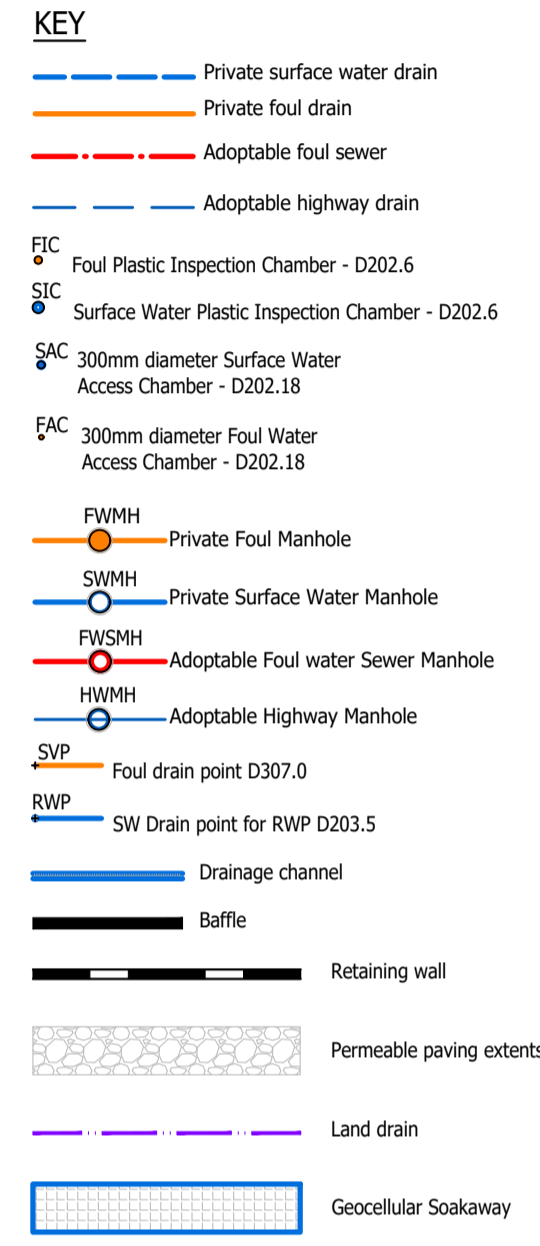 KEY
Private surface water drain
Private foul drain
Adoptable foul sewer
Adoptable highway drain
FIC
Foul Plastic Inspection Chamber - D202.6
SIC
Surface Water Plastic Inspection Chamber - D202.6
SAC
300mm diameter Surface Water
Access Chamber - D202.18
FAC
300mm diameter Foul Water
Access Chamber - D202.18
FWMH
Private Foul Manhole
SWMH
Private Surface Water Manhole
FWSMH
Adoptable Foul water Sewer Manhole
HWMH
Adoptable Highway Manhole
SVP
Foul drain point D307.0
RWP
SW Drain point for RWP D203.5
Drainage channel
Baffle
Retaining wall
Permeable paving extents
Land drain
Geocellular Soakaway